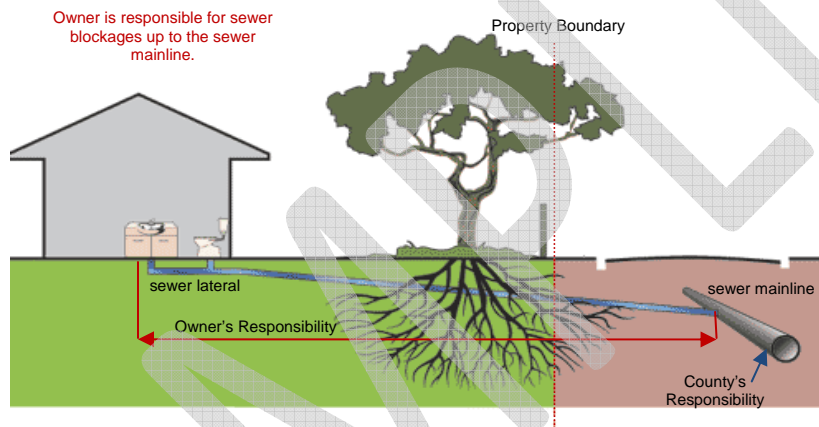 Owner is responsible for sewer
blockages up to the sewer
mainline.
Property Boundary
sewer lateral
sewer mainline
Owner's Responsibility
County's
Responsibility